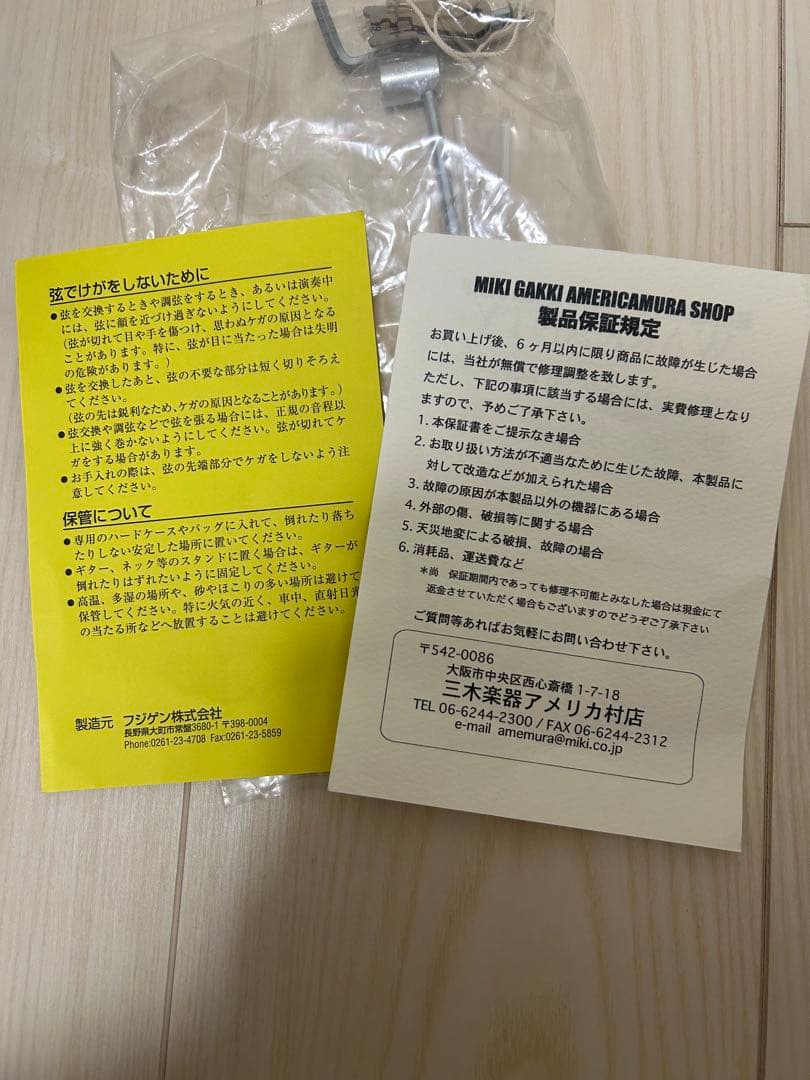 弦でけがをしないために
●弦を交換するときや調弦をするとき、あるいは演奏中
には、弦に顔を近づけ過ぎないようにしてください。
(弦が切れて目や手を傷つけ、思わぬケガの原因となる
ことがあります。特に、弦が目に当たった場合は失明
の危険があります。)
●弦を交換したあと、弦の不要な部分は短く切りそろえ
てください。
(弦の先は鋭利なため、ケガの原因となることがあります。)
●弦交換や調弦などで弦を張る場合には、正規の音程以
上に強く巻かないようにしてください。弦が切れてケ
ガをする場合があります。
●お手入れの際は、弦の先端部分でケガをしないよう注
意してください。
保管について
●専用のハードケースやバッグに入れて、倒れたり落ち
たりしない安定した場所に置いてください。
●ギター、ネック等のスタンドに置く場合は、ギターが
倒れたりはずれたいように固定してください。
●高温、多湿の場所や、砂やほこりの多い場所は避けて
保管してください。特に火気の近く、車中、直射日光
の当たる所などへ放置することは避けてください。
製造元 フジゲン株式会社
長野県大町市常盤3680-1 〒398-0004
Phone:0261-23-4708 Fax:0261-23-5859
MIKI GAKKI AMERICAMURA SHOP
製品保証規定
お買い上げ後、6ヶ月以内に限り商品に故障が生じた場合
には、当社が無償で修理調整を致します。
ただし、下記の事項に該当する場合には、実費修理となり
ますので、予めご了承下さい。
1. 本保証書をご提示なき場合
2. お取り扱い方法が不適当なために生じた故障、本製品に
対して改造などが加えられた場合
3. 故障の原因が本製品以外の機器にある場合
4. 外部の傷、破損等に関する場合
5. 天災地変による破損、故障の場合
6. 消耗品、運送費など
*尚 保証期間内であっても修理不可能とみなした場合は現金にて
返金させていただく場合もございますのでどうぞご了承下さい
ご質問等あればお気軽にお問い合わせ下さい。
〒542-0086
大阪市中央区西心斎橋 1-7-18
三木楽器アメリカ村店
TEL 06-6244-2300 / FAX 06-6244-2312
e-mail amemura@miki.co.jp